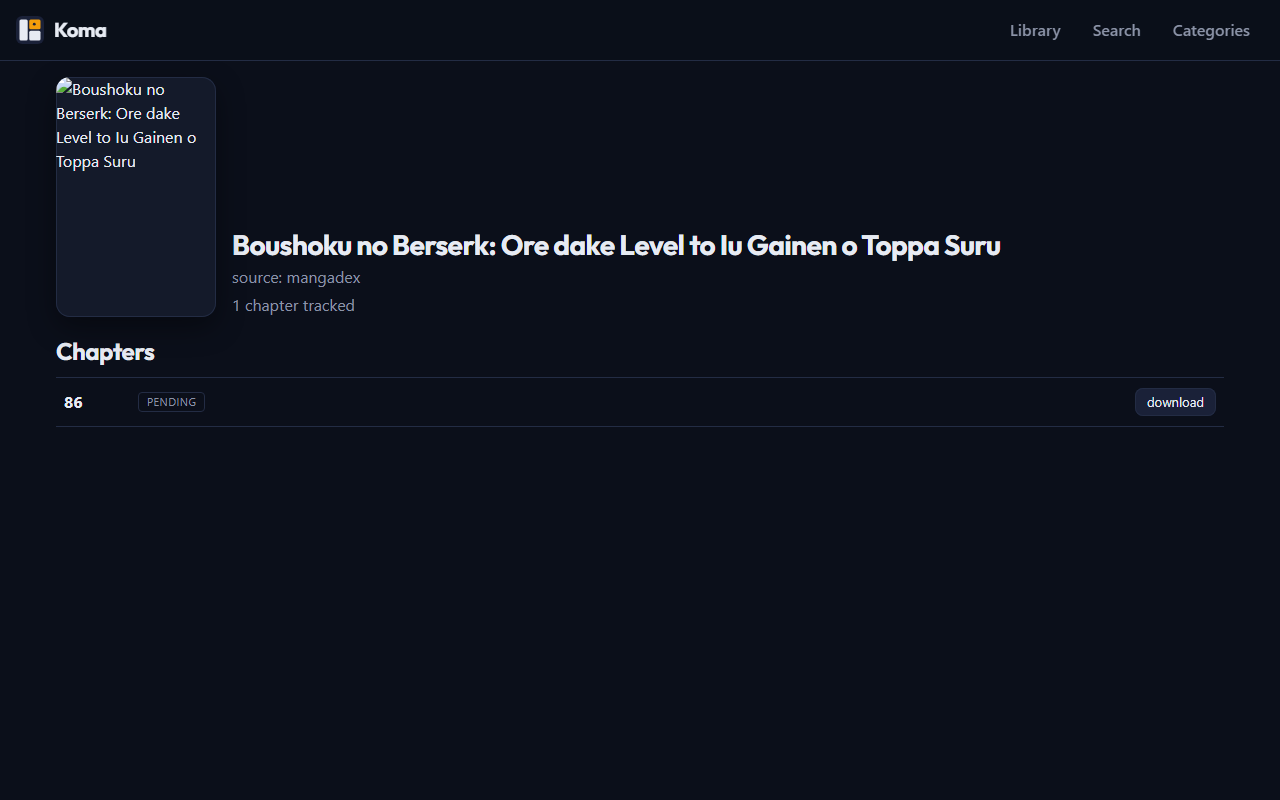 Koma
Library
Search
Categories
Boushoku no
Berserk: Ore dake
Level to Iu Gainen o
Toppa Suru
Boushoku no Berserk: Ore dake Level to Iu Gainen o Toppa Suru
source: mangadex
1 chapter tracked
Chapters
86
PENDING
download